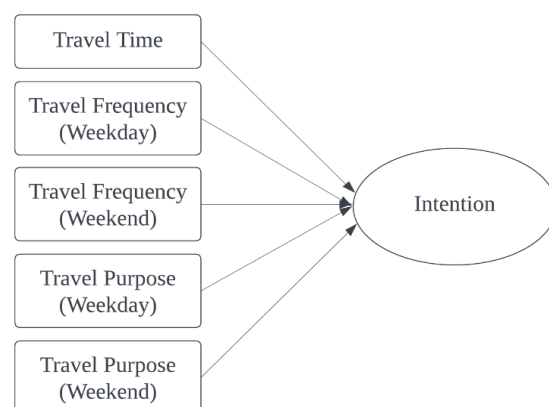 Travel Time
Travel Frequency
(Weekday)
Travel Frequency
(Weekend)
Intention
Travel Purpose
(Weekday)
Travel Purpose
(Weekend)